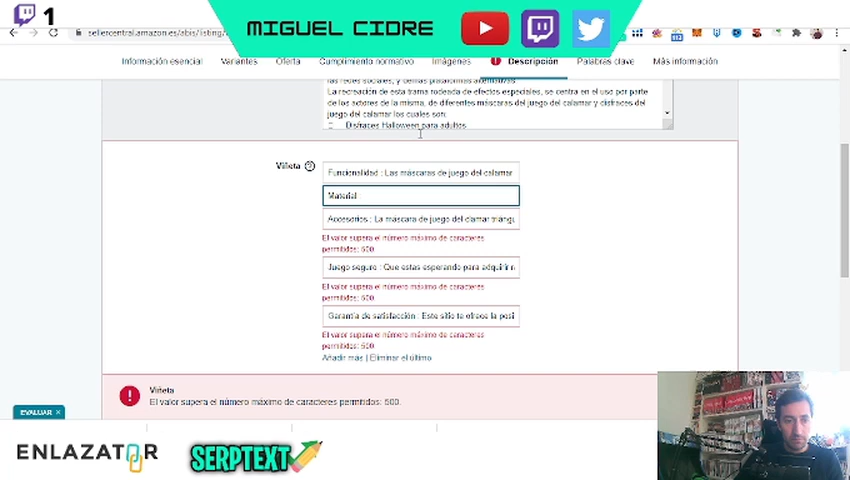 1
MIGUEL CIDRE
sellercentral.amazon.es/abis/listing/
Información esencial Variantes Oferta Cumplimiento normativo Imágenes Descripción Palabras clave Más información
las redes sociales, y demás plataformas alternativas.
La recreación de esta trama rodeada de efectos especiales, se centra en el uso por parte
de los actores de la misma, de diferentes máscaras del juego del calamar y disfraces del
juego del calamar los cuales son:
Disfraces Halloween para adultos
Viñeta
Funcionalidad : Las máscaras de juego del calamar
Material :
Accesorios : La máscara de juego del clamar triángu
El valor supera el número máximo de caracteres
permitidos: 500.
Juego seguro : Que estas esperando para adquirir n
El valor supera el número máximo de caracteres
permitidos: 500.
Garantía de satisfacción : Este sitio te ofrece la posi
El valor supera el número máximo de caracteres
permitidos: 500.
Añadir más | Eliminar el último
Viñeta
El valor supera el número máximo de caracteres permitidos: 500.
EVALUAR ×
ENLAZATOR
SERPTEXT